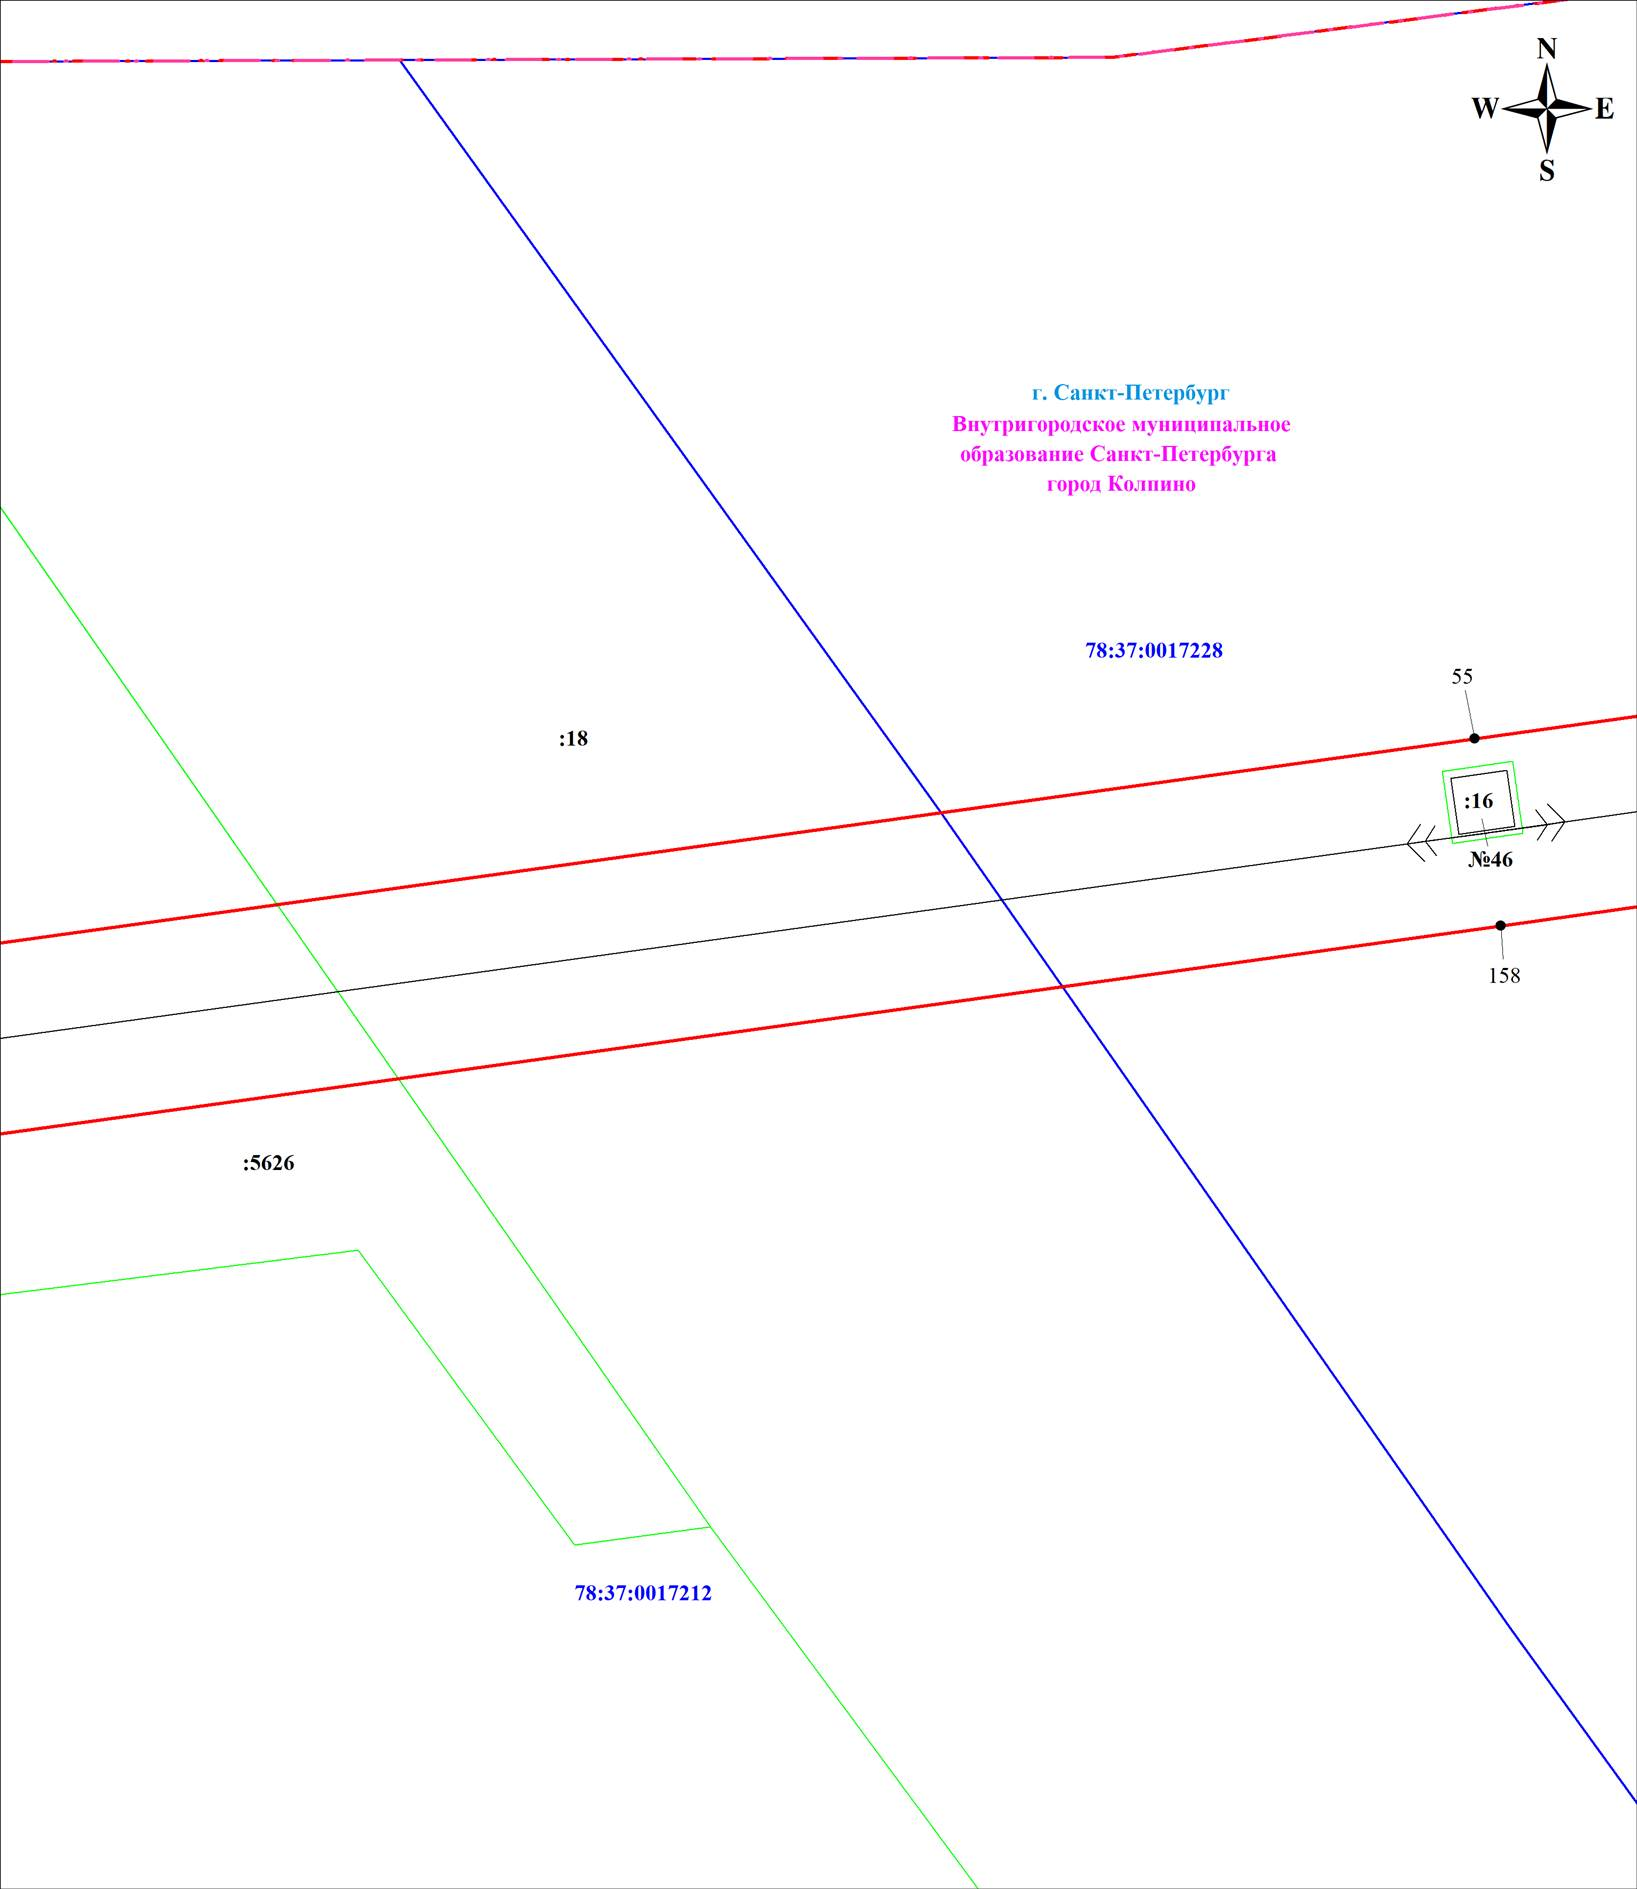 N
W E
S
г. Санкт-Петербург
Внутригородское муниципальное
образование Санкт-Петербурга
город Колпино
78:37:0017228
55
:18
:16
№46
158
:5626
78:37:0017212